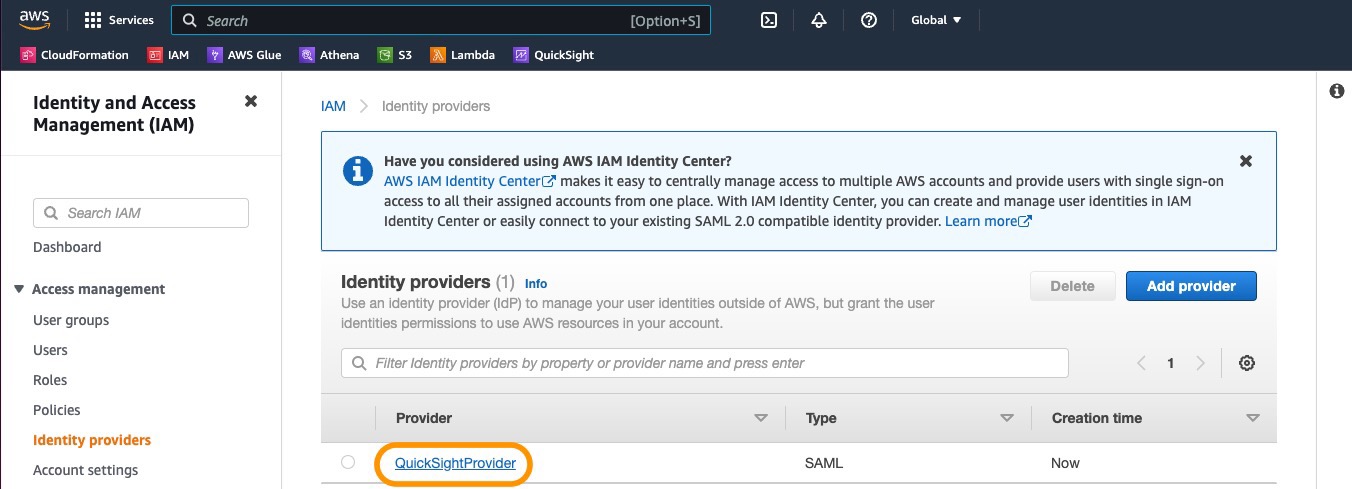 aws Services Search [Option+S] Global
CloudFormation IAM AWS Glue Athena S3 Lambda QuickSight
Identity and Access
Management (IAM)
Search IAM
Dashboard
Access management
User groups
Users
Roles
Policies
Identity providers
Account settings
IAM Identity providers
Have you considered using AWS IAM Identity Center?
AWS IAM Identity Center makes it easy to centrally manage access to multiple AWS accounts and provide users with single sign-on
access to all their assigned accounts from one place. With IAM Identity Center, you can create and manage user identities in IAM
Identity Center or easily connect to your existing SAML 2.0 compatible identity provider. Learn more
Identity providers (1) Info
Delete Add provider
Use an identity provider (IdP) to manage your user identities outside of AWS, but grant the user
identities permissions to use AWS resources in your account.
Filter Identity providers by property or provider name and press enter
1
Provider Type Creation time
QuickSightProvider SAML Now